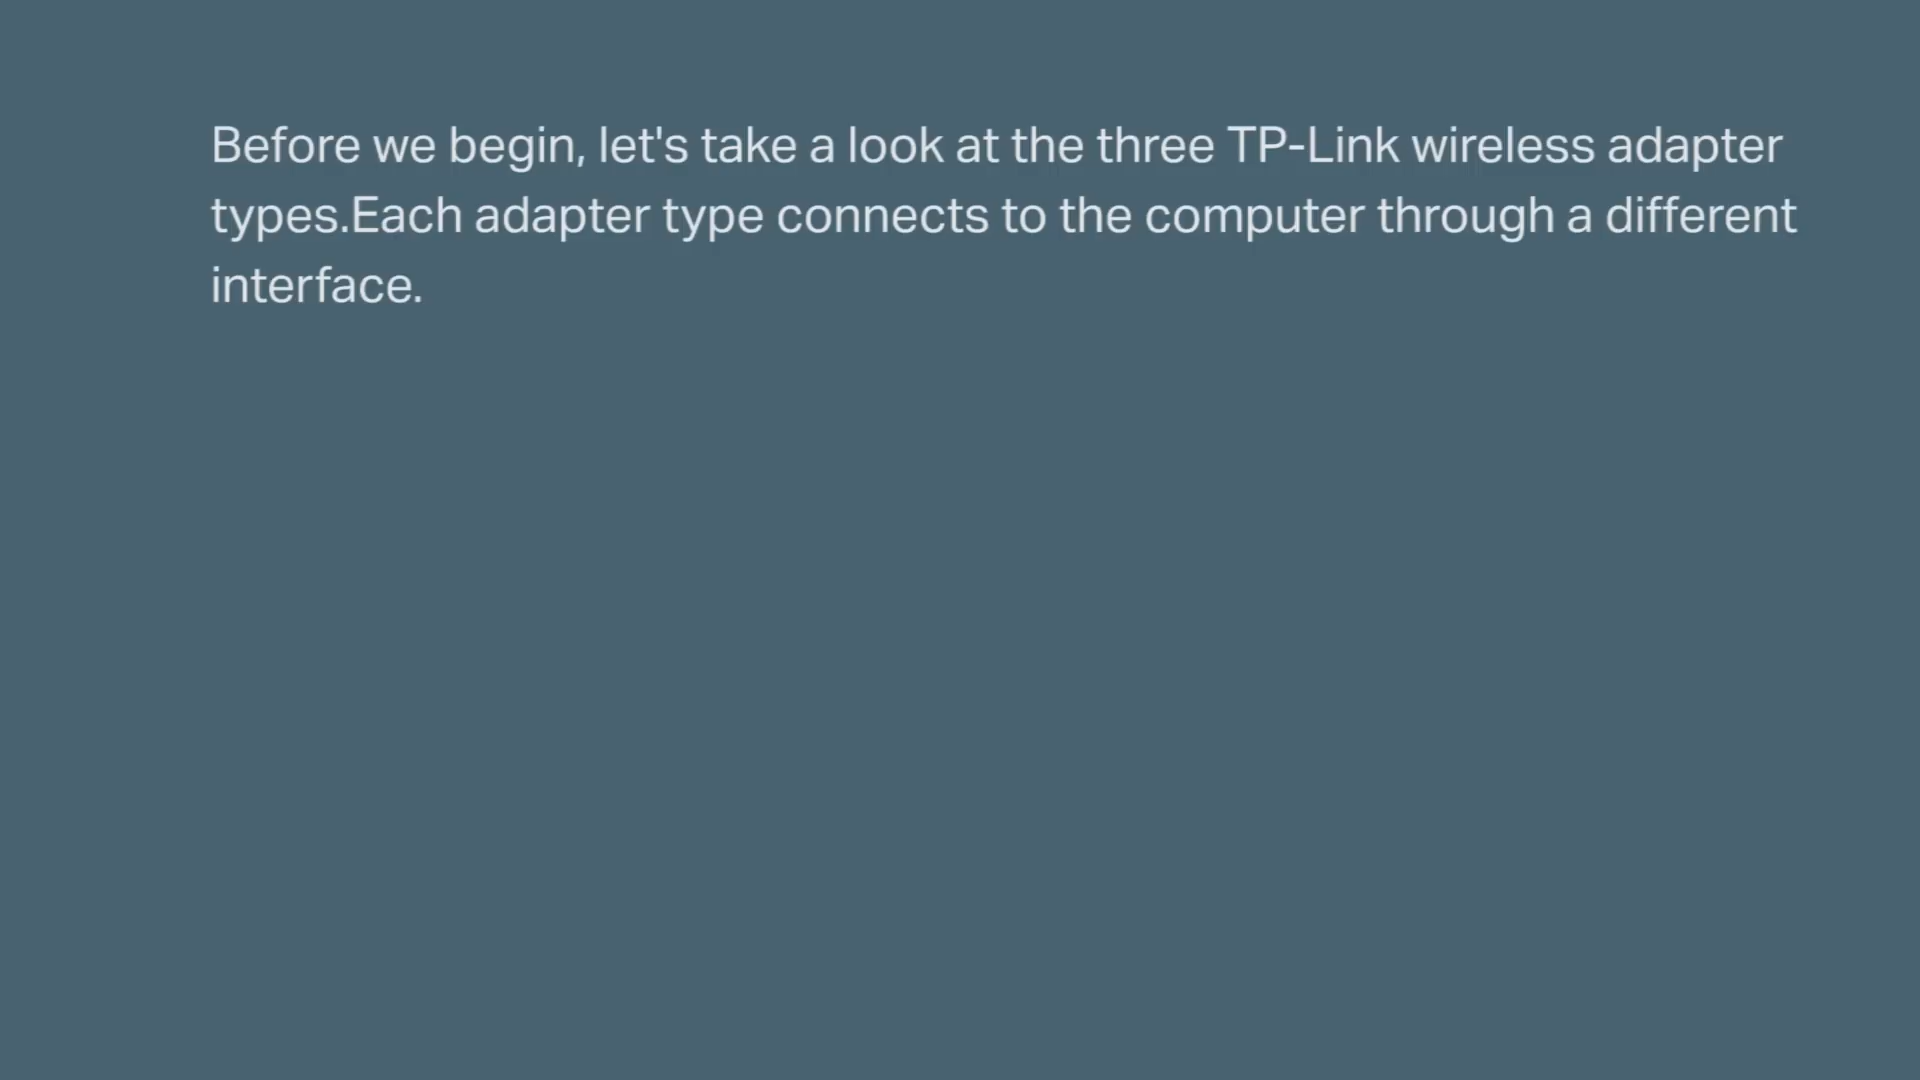 Before we begin, let's take a look at the three TP-Link wireless adapter
types.Each adapter type connects to the computer through a different
interface.